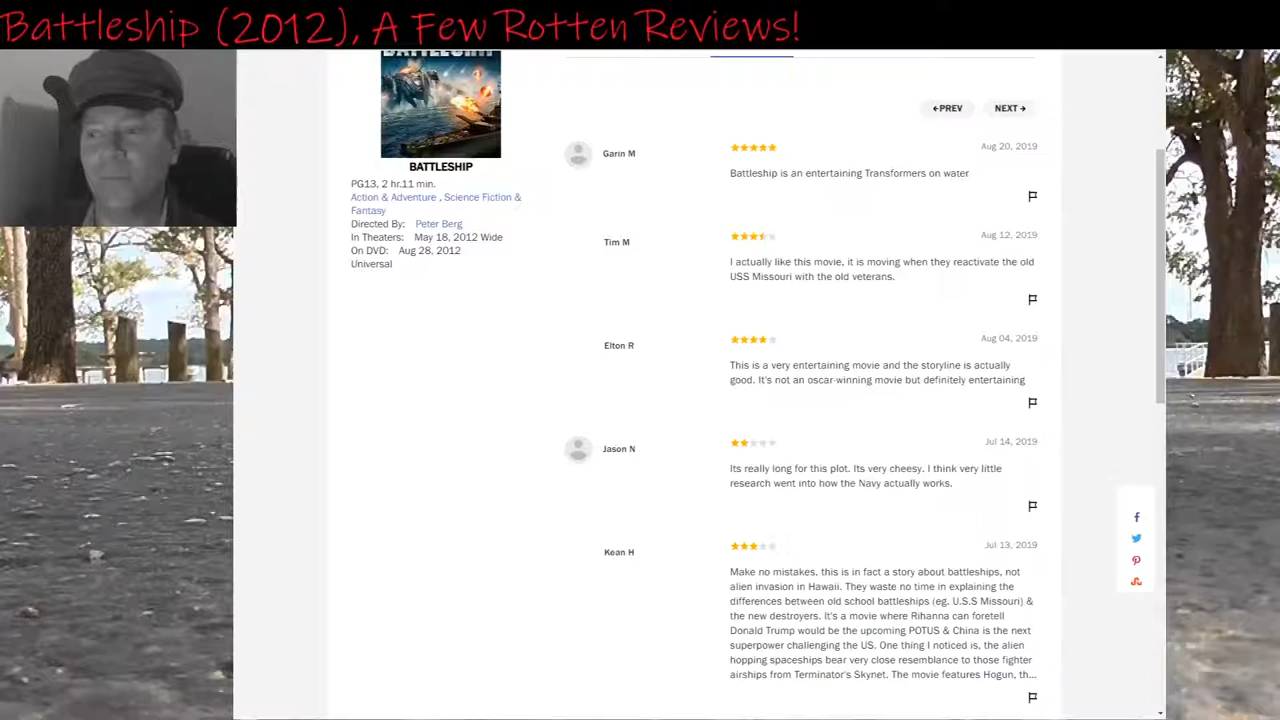 Battleship (2012), A Few Rotten Reviews!
BATTLESHIP
BATTLESHIP
PG13, 2 hr.11 min.
Action & Adventure , Science Fiction &
Fantasy
Directed By: Peter Berg
In Theaters: May 18, 2012 Wide
On DVD: Aug 28, 2012
Universal
←PREV NEXT→
Garin M
Aug 20, 2019
Battleship is an entertaining Transformers on water
Tim M
Aug 12, 2019
I actually like this movie, it is moving when they reactivate the old
USS Missouri with the old veterans.
Elton R
Aug 04, 2019
This is a very entertaining movie and the storyline is actually
good. It's not an oscar-winning movie but definitely entertaining
Jason N
Jul 14, 2019
Its really long for this plot. Its very cheesy. I think very little
research went into how the Navy actually works.
Kean H
Jul 13, 2019
Make no mistakes, this is in fact a story about battleships, not
alien invasion in Hawaii. They waste no time in explaining the
differences between old school battleships (eg. U.S.S Missouri) &
the new destroyers. It's a movie where Rihanna can foretell
Donald Trump would be the upcoming POTUS & China is the next
superpower challenging the US. One thing I noticed is, the alien
hopping spaceships bear very close resemblance to those fighter
airships from Terminator's Skynet. The movie features Hogun, th...